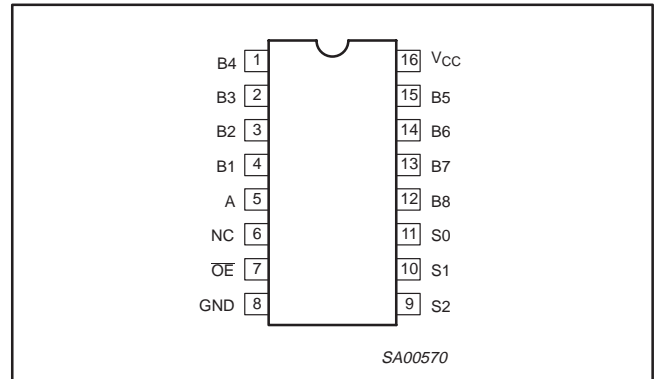 B4 1 16 VCC
B3 2 15 B5
B2 3 14 B6
B1 4 13 B7
A 5 12 B8
NC 6 11 S0
O̅E̅ 7 10 S1
GND 8 9 S2
SA00570